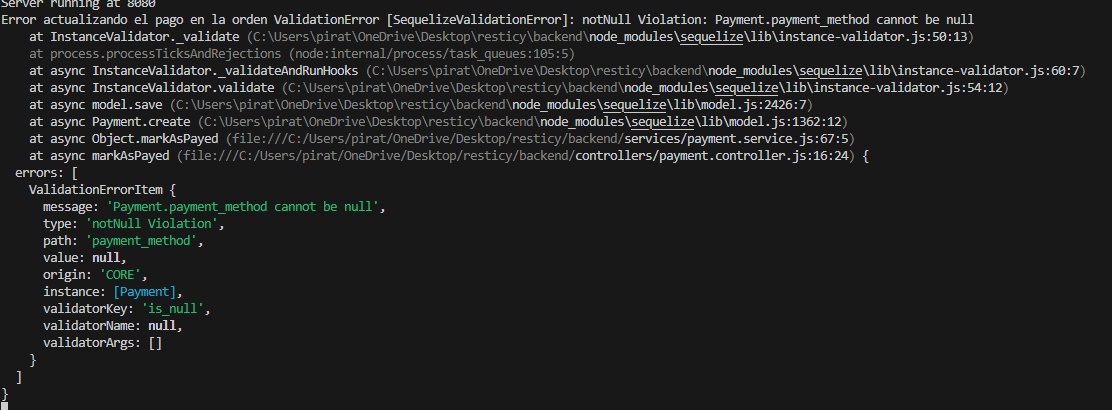 Server running at 8080
Error actualizando el pago en la orden ValidationError [SequelizeValidationError]: notNull Violation: Payment.payment_method cannot be null
    at InstanceValidator._validate (C:\Users\pirat\OneDrive\Desktop\resticy\backend\node_modules\sequelize\lib\instance-validator.js:50:13)
    at process.processTicksAndRejections (node:internal/process/task_queues:105:5)
    at async InstanceValidator._validateAndRunHooks (C:\Users\pirat\OneDrive\Desktop\resticy\backend\node_modules\sequelize\lib\instance-validator.js:60:7)
    at async InstanceValidator.validate (C:\Users\pirat\OneDrive\Desktop\resticy\backend\node_modules\sequelize\lib\instance-validator.js:54:12)
    at async model.save (C:\Users\pirat\OneDrive\Desktop\resticy\backend\node_modules\sequelize\lib\model.js:2426:7)
    at async Payment.create (C:\Users\pirat\OneDrive\Desktop\resticy\backend\node_modules\sequelize\lib\model.js:1362:12)
    at async Object.markAsPayed (file:///C:/Users/pirat/OneDrive/Desktop/resticy/backend/services/payment.service.js:67:5)
    at async markAsPayed (file:///C:/Users/pirat/OneDrive/Desktop/resticy/backend/controllers/payment.controller.js:16:24) {
  errors: [
    ValidationErrorItem {
      message: 'Payment.payment_method cannot be null',
      type: 'notNull Violation',
      path: 'payment_method',
      value: null,
      origin: 'CORE',
      instance: [Payment],
      validatorKey: 'is_null',
      validatorName: null,
      validatorArgs: []
    }
  ]
}